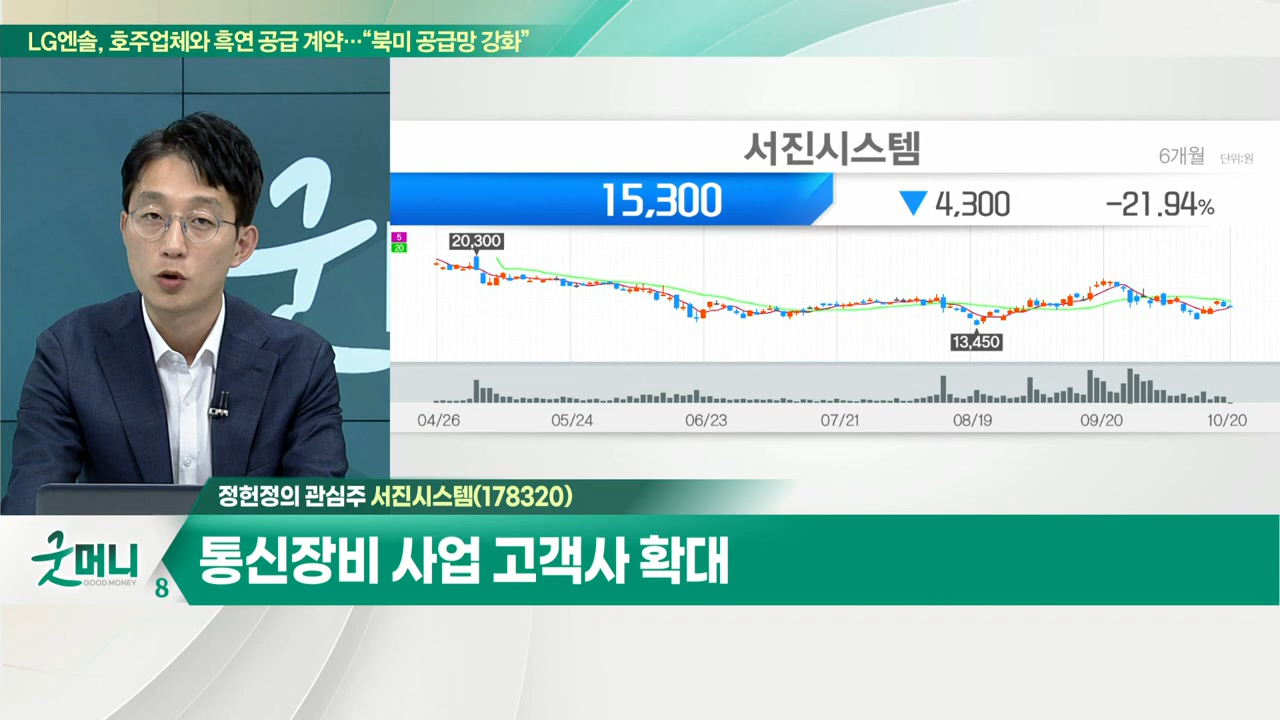 LG엔솔, 호주업체와 흑연 공급 계약…“북미 공급망 강화”
굿
서진시스템
6개월 단위:원
15,300 ▼ 4,300 -21.94%
5
20
20,300
13,450
04/26 05/24 06/23 07/21 08/19 09/20 10/20
정헌정의 관심주 서진시스템(178320)
굿머니
GOOD MONEY
8
통신장비 사업 고객사 확대